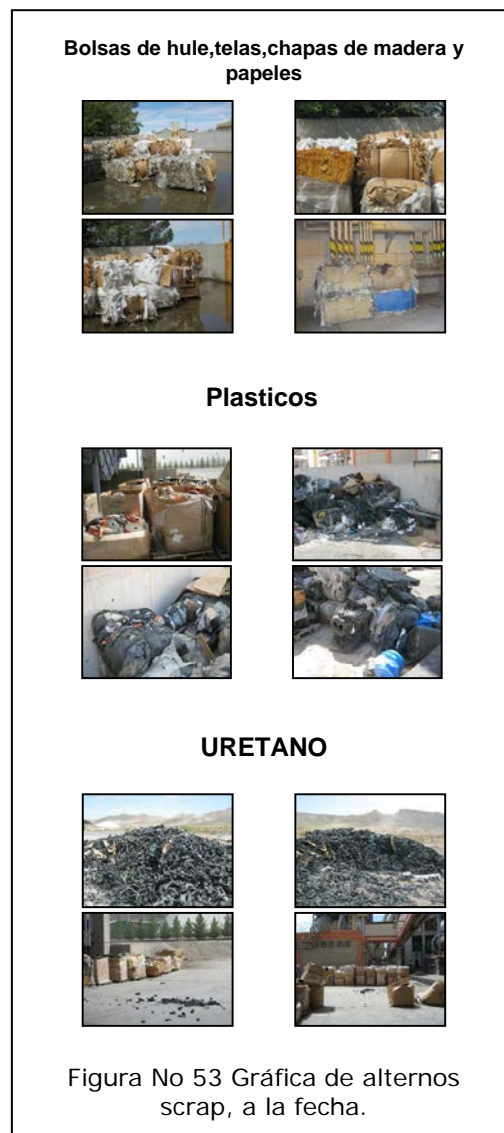 Bolsas de hule,telas,chapas de madera y
papeles
Plasticos
URETANO
Figura No 53 Gráfica de alternos
scrap, a la fecha.